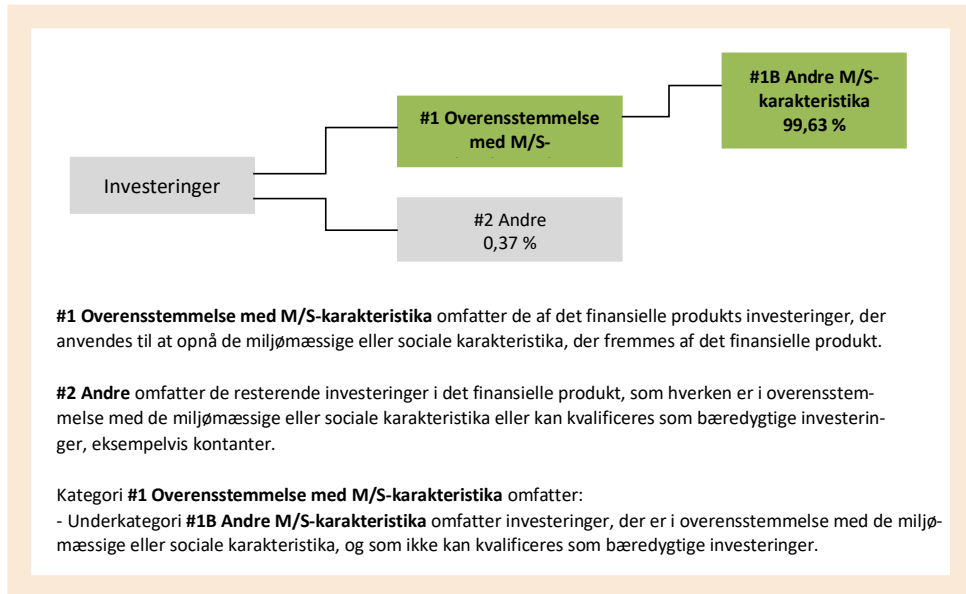 #1B Andre M/S-
karakteristika
99,63 %
#1 Overensstemmelse
med M/S-
Investeringer
#2 Andre
0,37 %
#1 Overensstemmelse med M/S-karakteristika omfatter de af det finansielle produkts investeringer, der
anvendes til at opnå de miljømæssige eller sociale karakteristika, der fremmes af det finansielle produkt.
#2 Andre omfatter de resterende investeringer i det finansielle produkt, som hverken er i overensstem-
melse med de miljømæssige eller sociale karakteristika eller kan kvalificeres som bæredygtige investerin-
ger, eksempelvis kontanter.
Kategori #1 Overensstemmelse med M/S-karakteristika omfatter:
- Underkategori #1B Andre M/S-karakteristika omfatter investeringer, der er i overensstemmelse med de miljø-
mæssige eller sociale karakteristika, og som ikke kan kvalificeres som bæredygtige investeringer.